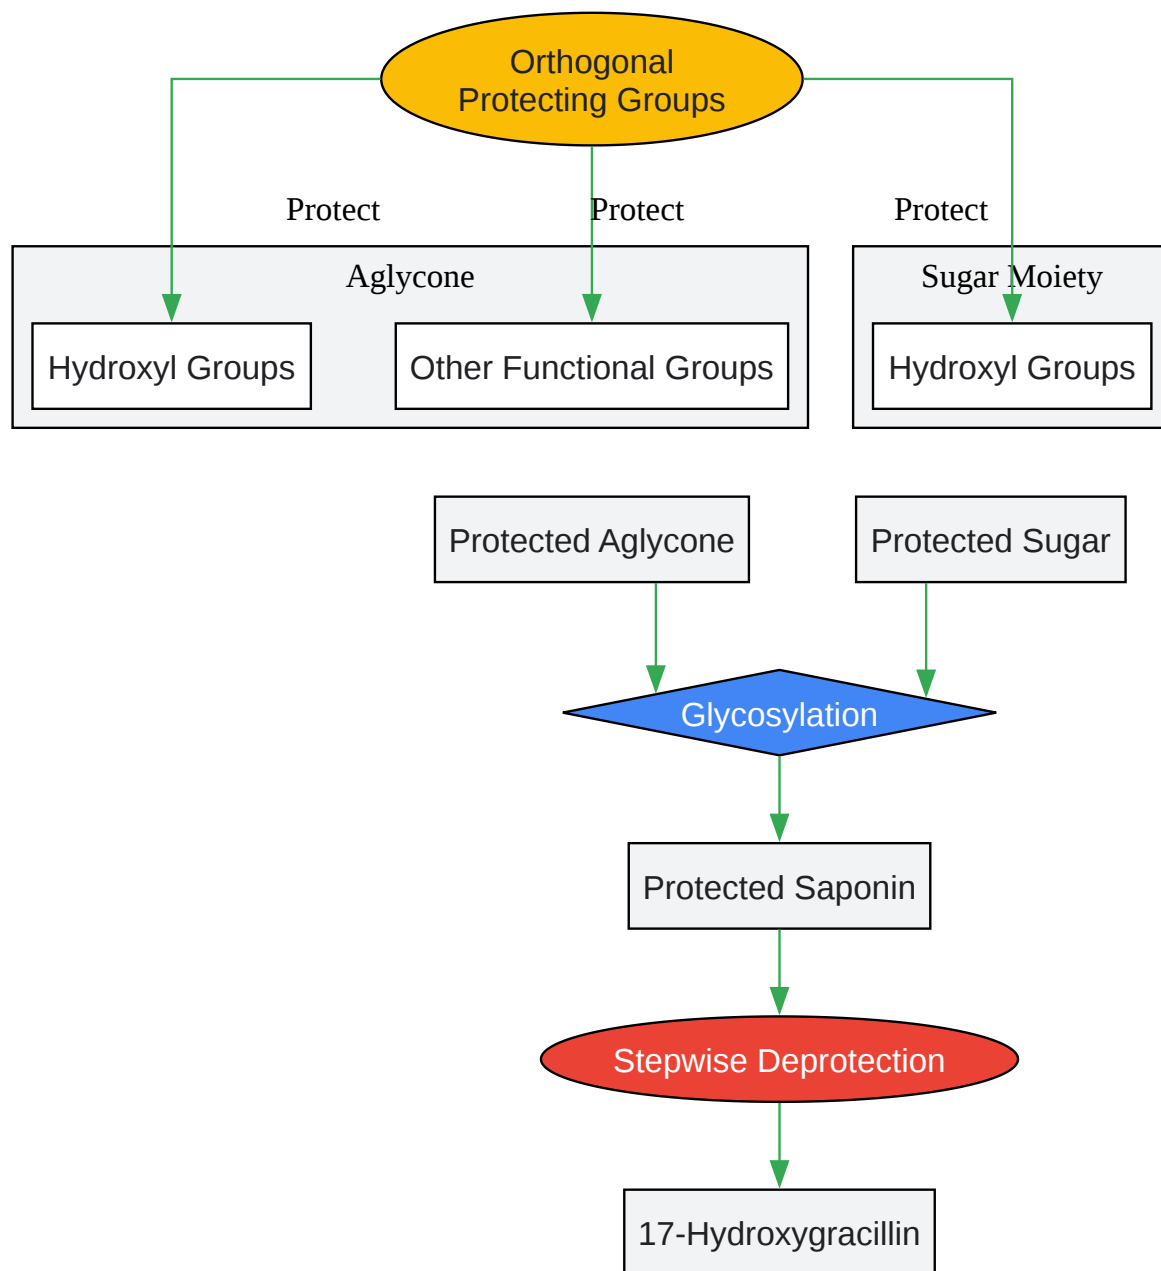 Orthogonal
Protecting Groups
Protect
Protect
Protect
Aglycone
Sugar Moiety
Hydroxyl Groups
Other Functional Groups
Hydroxyl Groups
Protected Aglycone
Protected Sugar
Glycosylation
Protected Saponin
Stepwise Deprotection
17-Hydroxygracillin